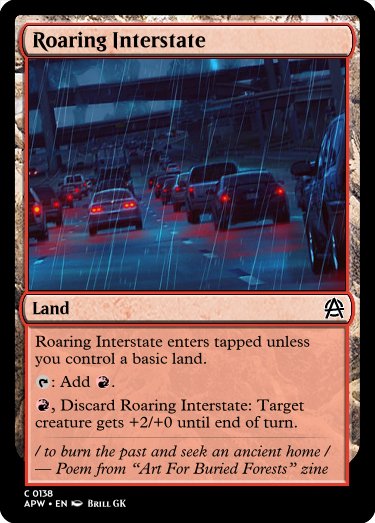 Roaring Interstate
Land
Roaring Interstate enters tapped unless
you control a basic land.
: Add .
, Discard Roaring Interstate: Target
creature gets +2/+0 until end of turn.
/ to burn the past and seek an ancient home /
— Poem from “Art For Buried Forests” zine
C 0138
APW • EN BRILL GK